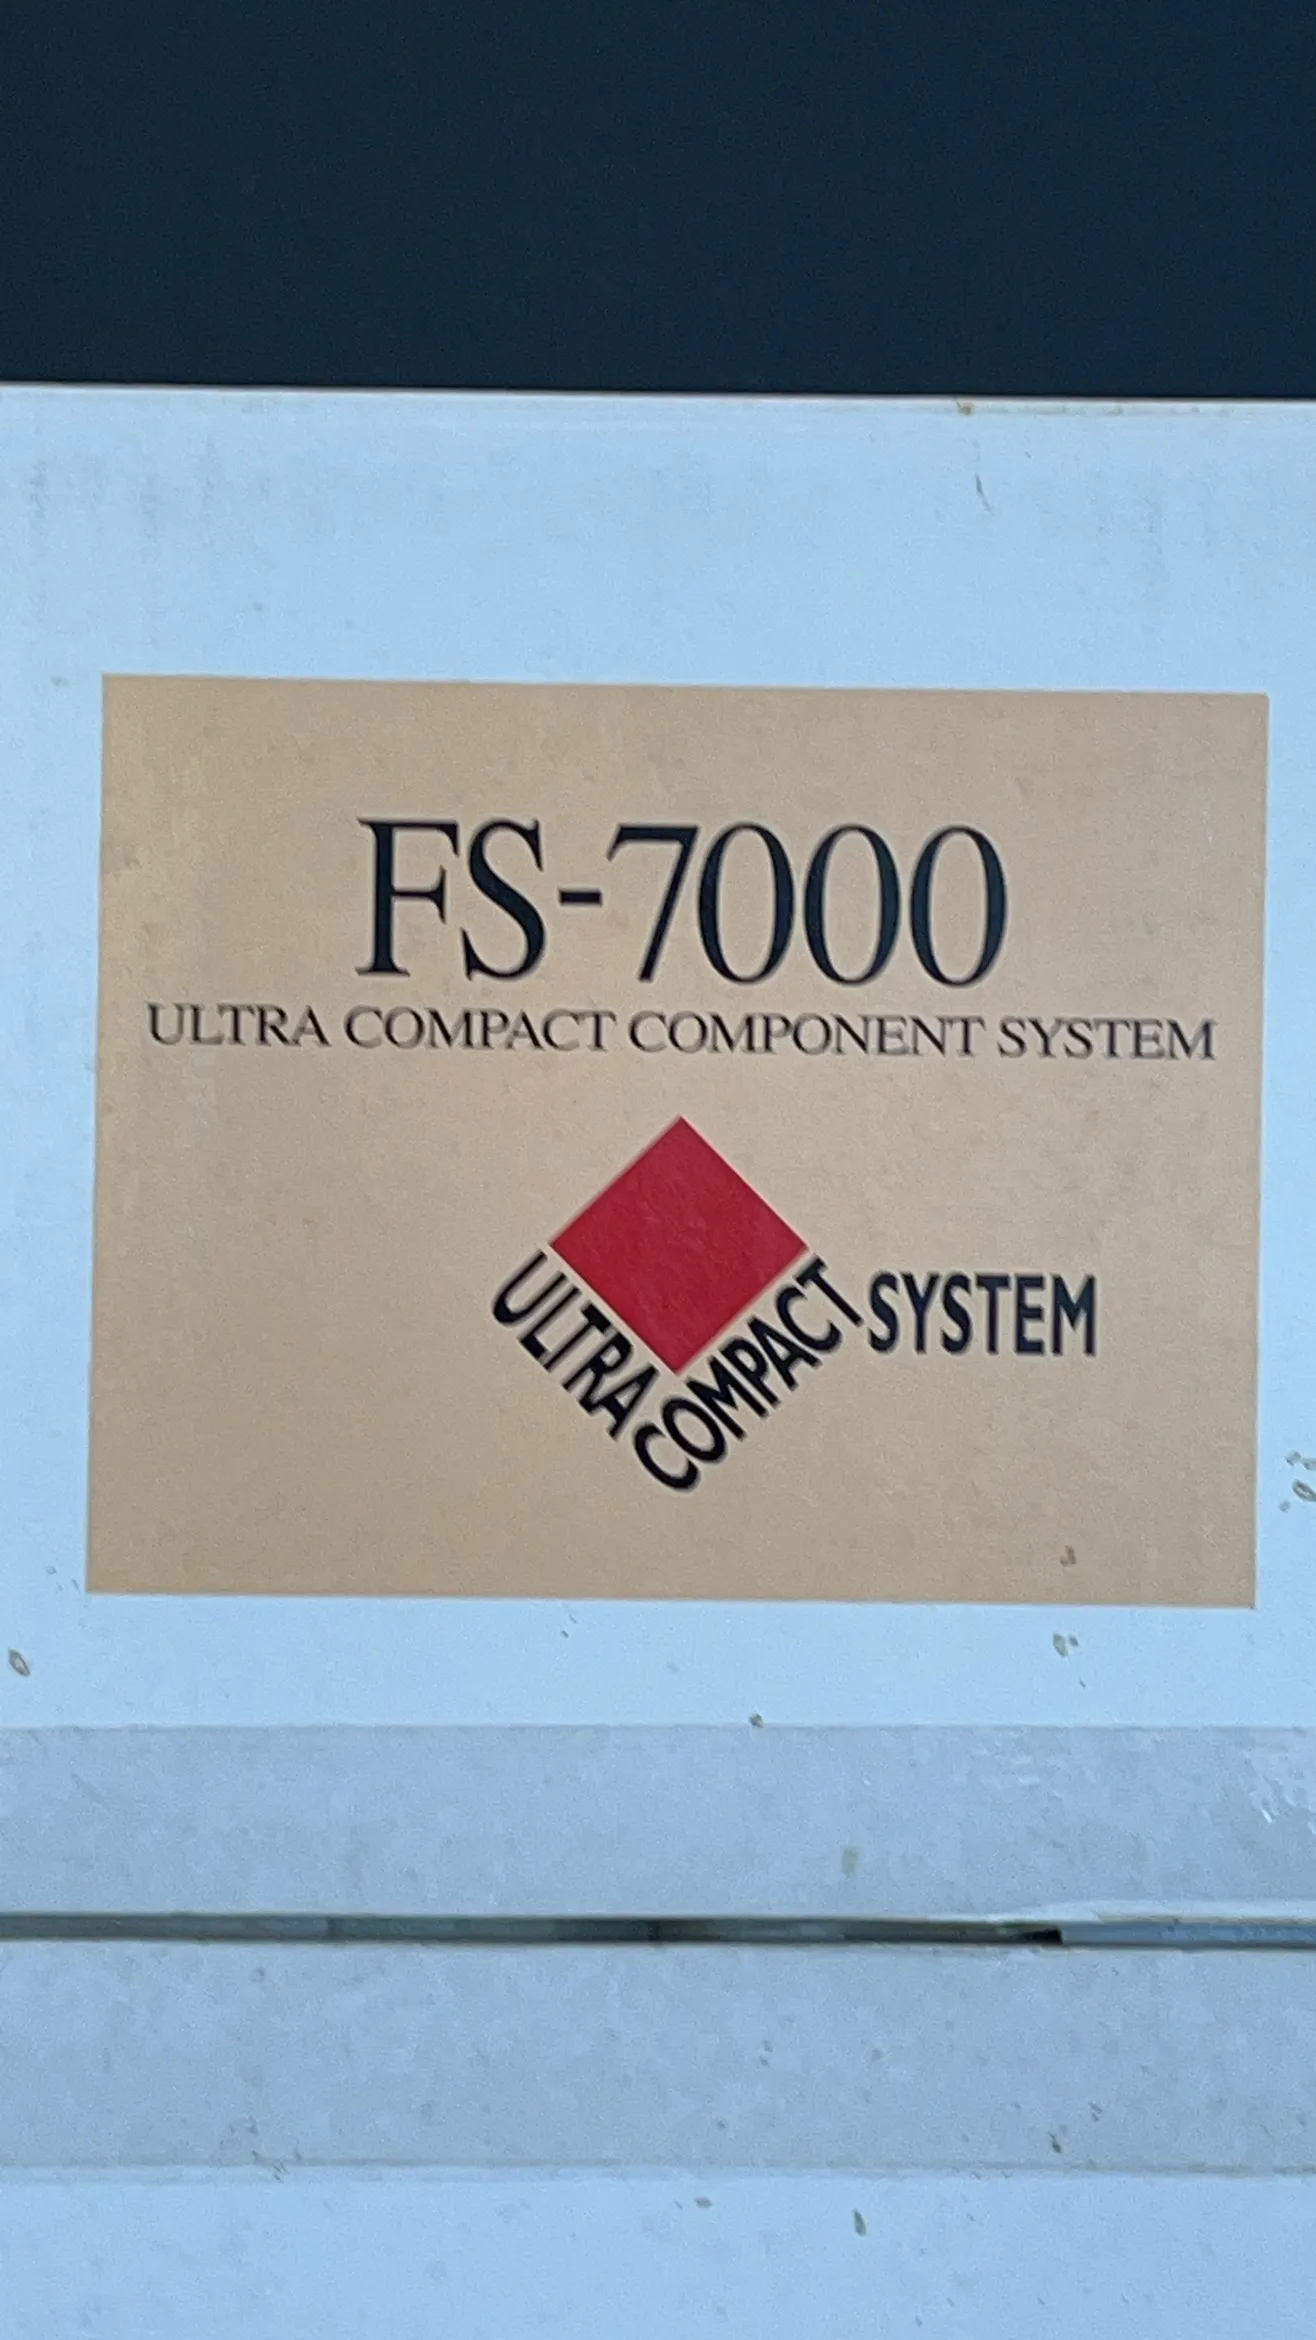 FS-7000
ULTRA COMPACT COMPONENT SYSTEM
ULTRA COMPACT SYSTEM